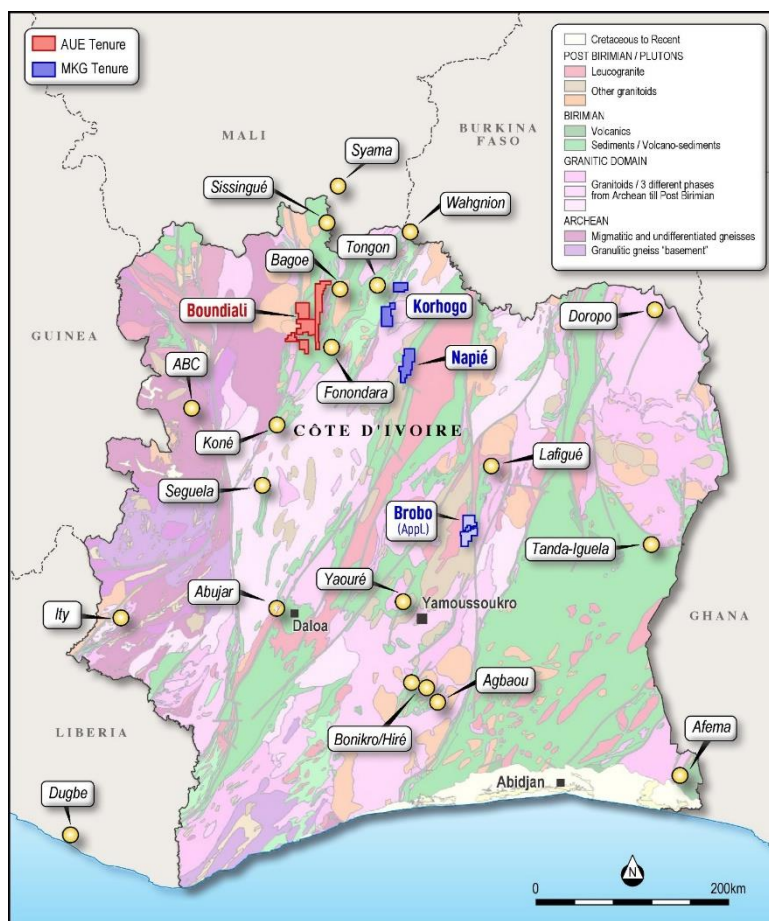 AUE Tenure
MKG Tenure
Cretaceous to Recent
POST BIRIMIAN / PLUTONS
Leucogranite
Other granitoids
BIRIMIAN
Volcanics
Sediments / Volcano-sediments
GRANITIC DOMAIN
Granitoids / 3 different phases
from Archean till Post Birimian
ARCHEAN
Migmatitic and undifferentiated gneisses
Granulitic gneiss “basement”
MALI
BURKINA
FASO
Syama
Sissingué
Wahgnion
Tongon
Bagoe
Boundiali
Korhogo
Doropo
GUINEA
Napié
ABC
Fonondara
CÔTE D'IVOIRE
Koné
Lafigué
Seguela
Brobo
(Appl.)
Tanda-Iguela
Abujar
Yaouré
Yamoussoukro
Daloa
Ity
GHANA
Agbaou
Bonikro/Hiré
LIBERIA
Afema
Abidjan
Dugbe
N
0 200km